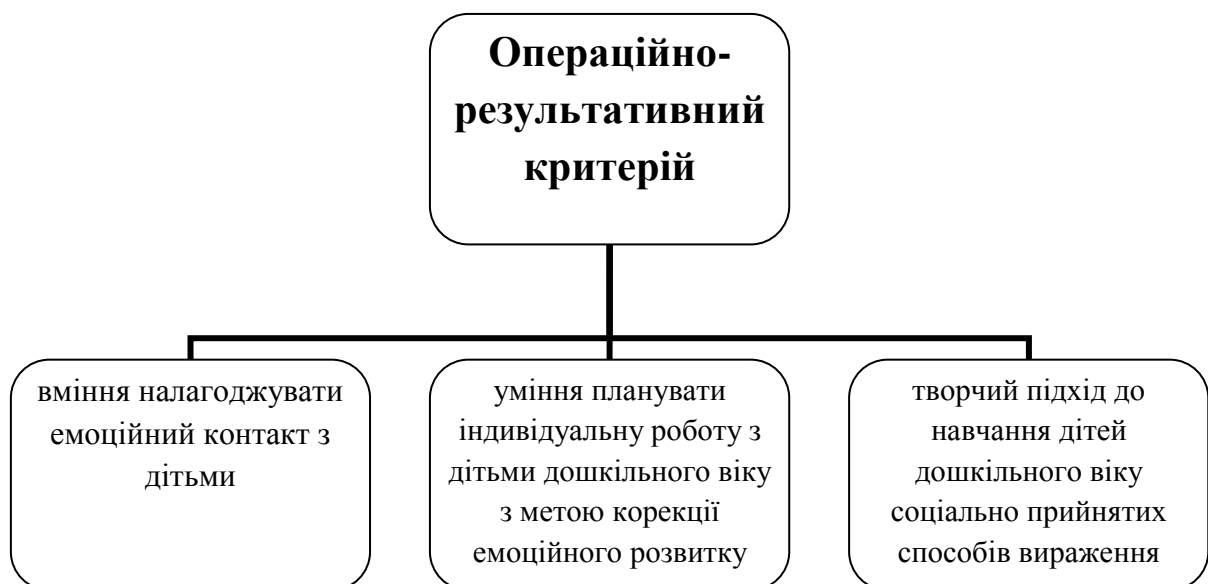 Операційно-
результативний
критерій
вміння налагоджувати
емоційний контакт з
дітьми
уміння планувати
індивідуальну роботу з
дітьми дошкільного віку
з метою корекції
емоційного розвитку
творчий підхід до
навчання дітей
дошкільного віку
соціально прийнятих
способів вираження